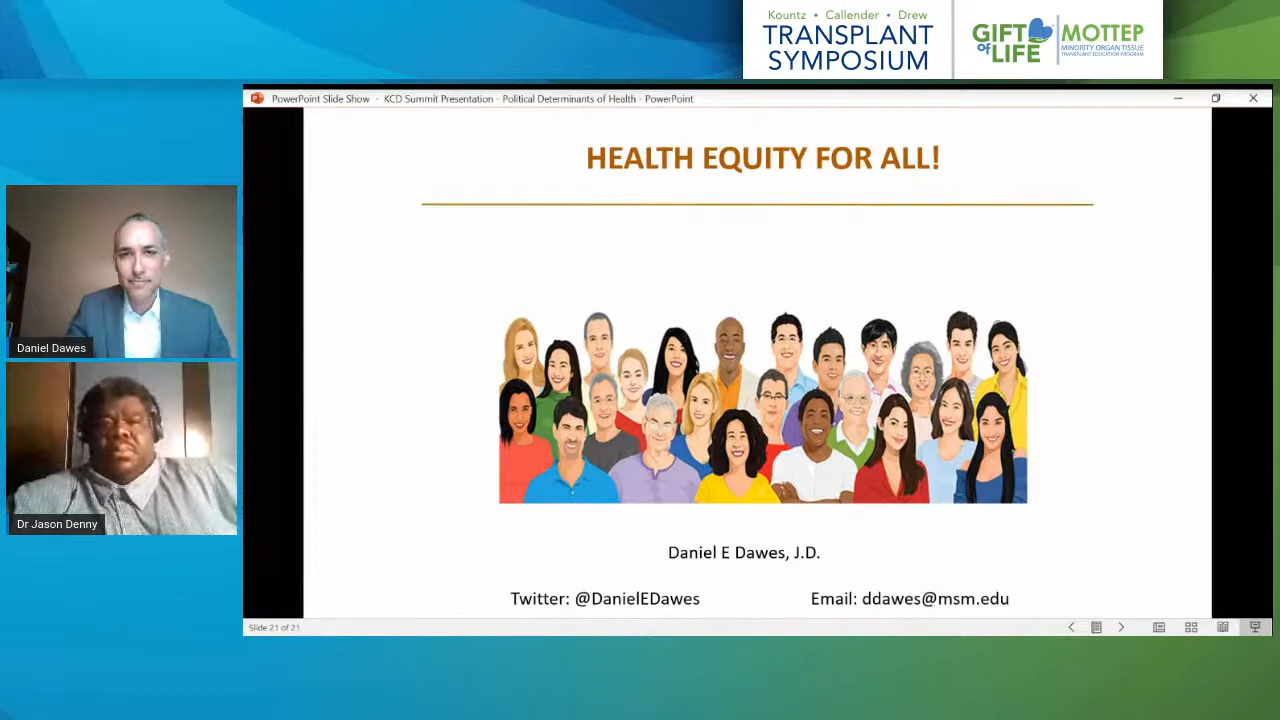 Kountz • Callender • Drew
TRANSPLANT
SYMPOSIUM
GIFT
of LIFE
MOTTEP
MINORITY ORGAN TISSUE
TRANSPLANT EDUCATION PROGRAM
PowerPoint Slide Show - KCD Summit Presentation - Political Determinants of Health - PowerPoint
HEALTH EQUITY FOR ALL!
Daniel Dawes
Dr Jason Denny
Daniel E Dawes, J.D.
Twitter: @DanielEDawes
Email: ddawes@msm.edu
Slide 21 of 21